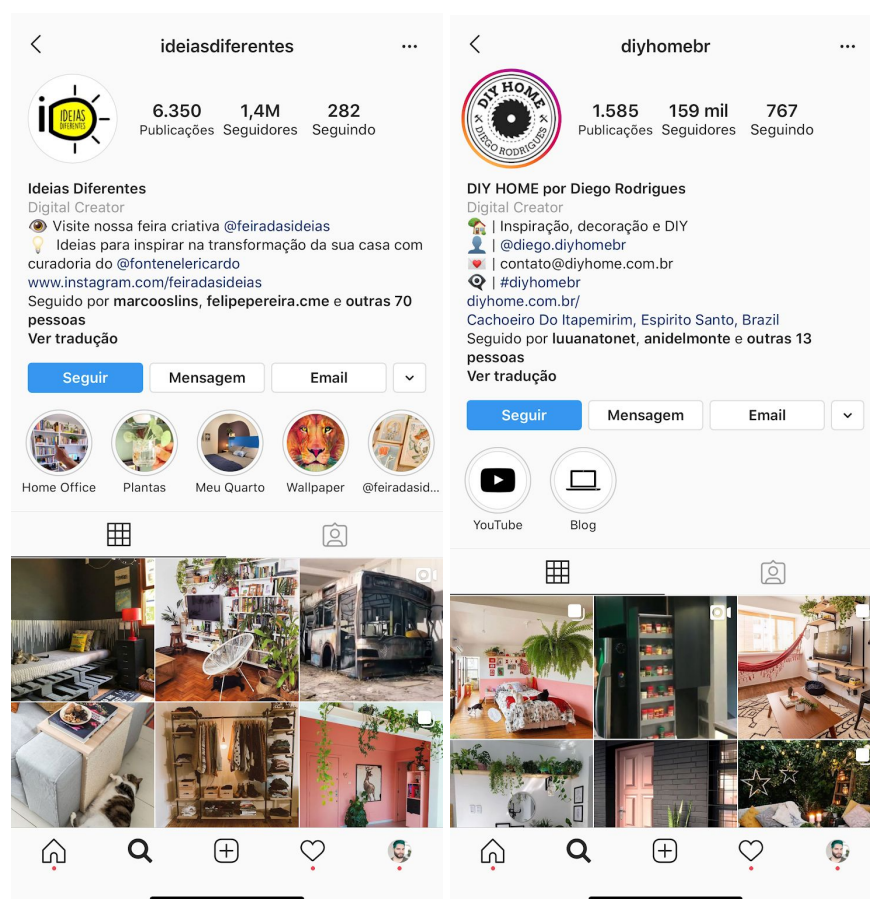 ideiasdiferentes
iD IDEIAS
DIFERENTES
6.350 1,4M 282
Publicações Seguidores Seguindo
Ideias Diferentes
Digital Creator
👁 Visite nossa feira criativa @feiradasideias
💡 Ideias para inspirar na transformação da sua casa com
curadoria do @fontenelericardo
www.instagram.com/feiradasideias
Seguido por marcooslins, felipepereira.cme e outras 70
pessoas
Ver tradução
Seguir Mensagem Email
Home Office Plantas Meu Quarto Wallpaper @feiradasid...
diyhomebr
DIY HOME
DIEGO RODRIGUES
1.585 159 mil 767
Publicações Seguidores Seguindo
DIY HOME por Diego Rodrigues
Digital Creator
🏡 | Inspiração, decoração e DIY
👤 | @diego.diyhomebr
💌 | contato@diyhome.com.br
👁‍🗨 | #diyhomebr
diyhome.com.br/
Cachoeiro Do Itapemirim, Espirito Santo, Brazil
Seguido por luuanatonet, anidelmonte e outras 13
pessoas
Ver tradução
Seguir Mensagem Email
YouTube Blog